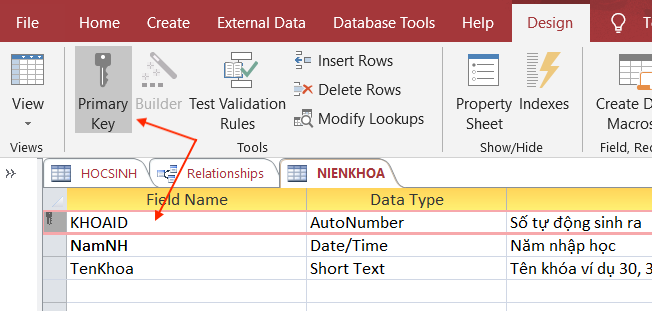 File Home Create External Data Database Tools Design
View
Primary Key
Builder
Test Validation Rules
Insert Rows
Delete Rows
Modify Lookups
Property Sheet
Indexes
Create D
Macros
Views Tools Show/Hide Field, Rec
HOCSINH Relationships NIENKHOA
Field Name Data Type
KHOAID AutoNumber Số tự động sinh ra
NamNH Date/Time Năm nhập học
TenKhoa Short Text Tên khóa ví dụ 30, 3